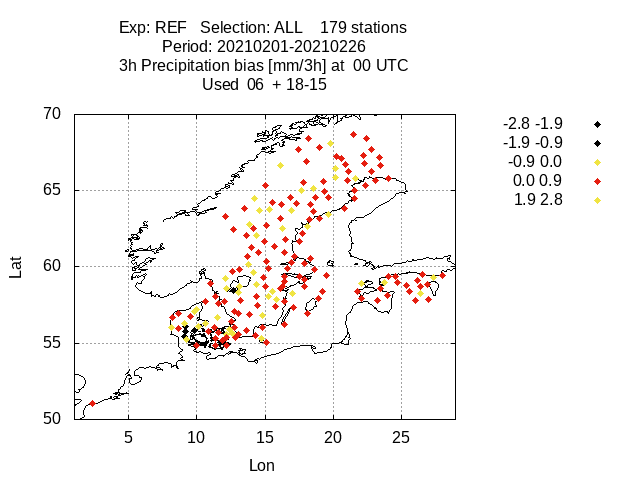 Exp: REF   Selection: ALL    179 stations
Period: 20210201-20210226
3h Precipitation bias [mm/3h] at  00 UTC
Used  06  + 18-15
70
65
60
55
50
Lat
5
10
15
20
25
Lon
-2.8 -1.9
-1.9 -0.9
-0.9 0.0
0.0 0.9
1.9 2.8